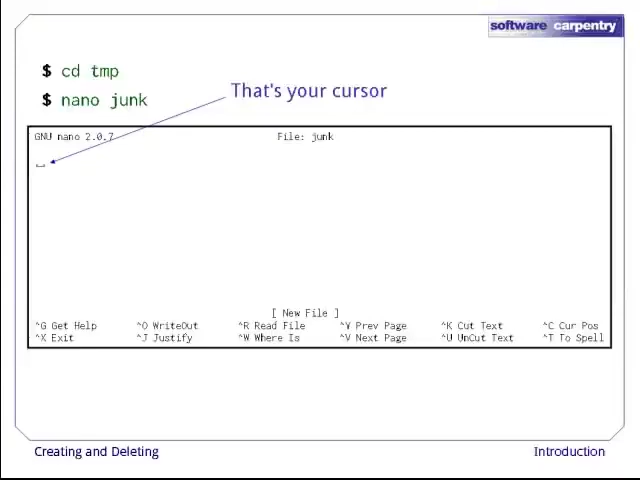 software carpentry
$ cd tmp
$ nano junk
That's your cursor
GNU nano 2.0.7 File: junk
[ New File ]
^G Get Help ^O WriteOut ^R Read File ^Y Prev Page ^K Cut Text ^C Cur Pos
^X Exit ^J Justify ^W Where Is ^V Next Page ^U UnCut Text ^T To Spell
Creating and Deleting Introduction